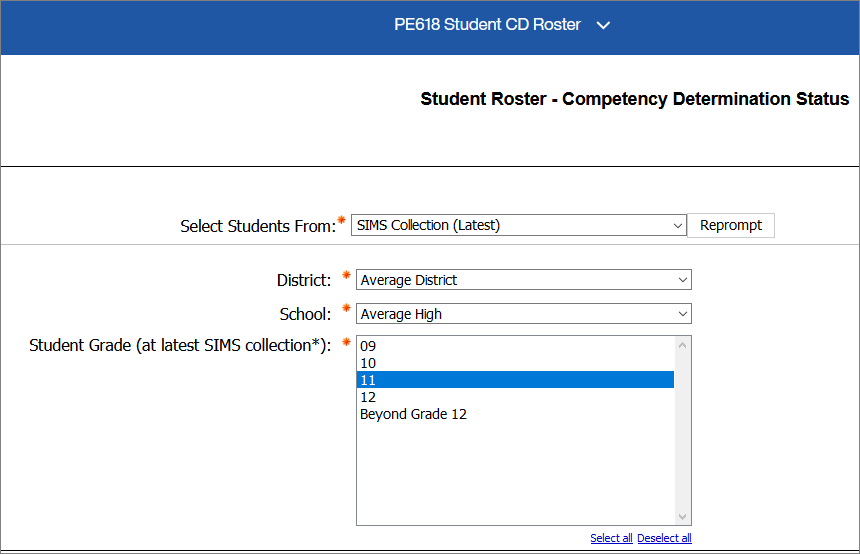 PE618 Student CD Roster
Student Roster - Competency Determination Status
Select Students From:* SIMS Collection (Latest) Reprompt
District: * Average District
School: * Average High
Student Grade (at latest SIMS collection*): * 09
10
11
12
Beyond Grade 12
Select all Deselect all